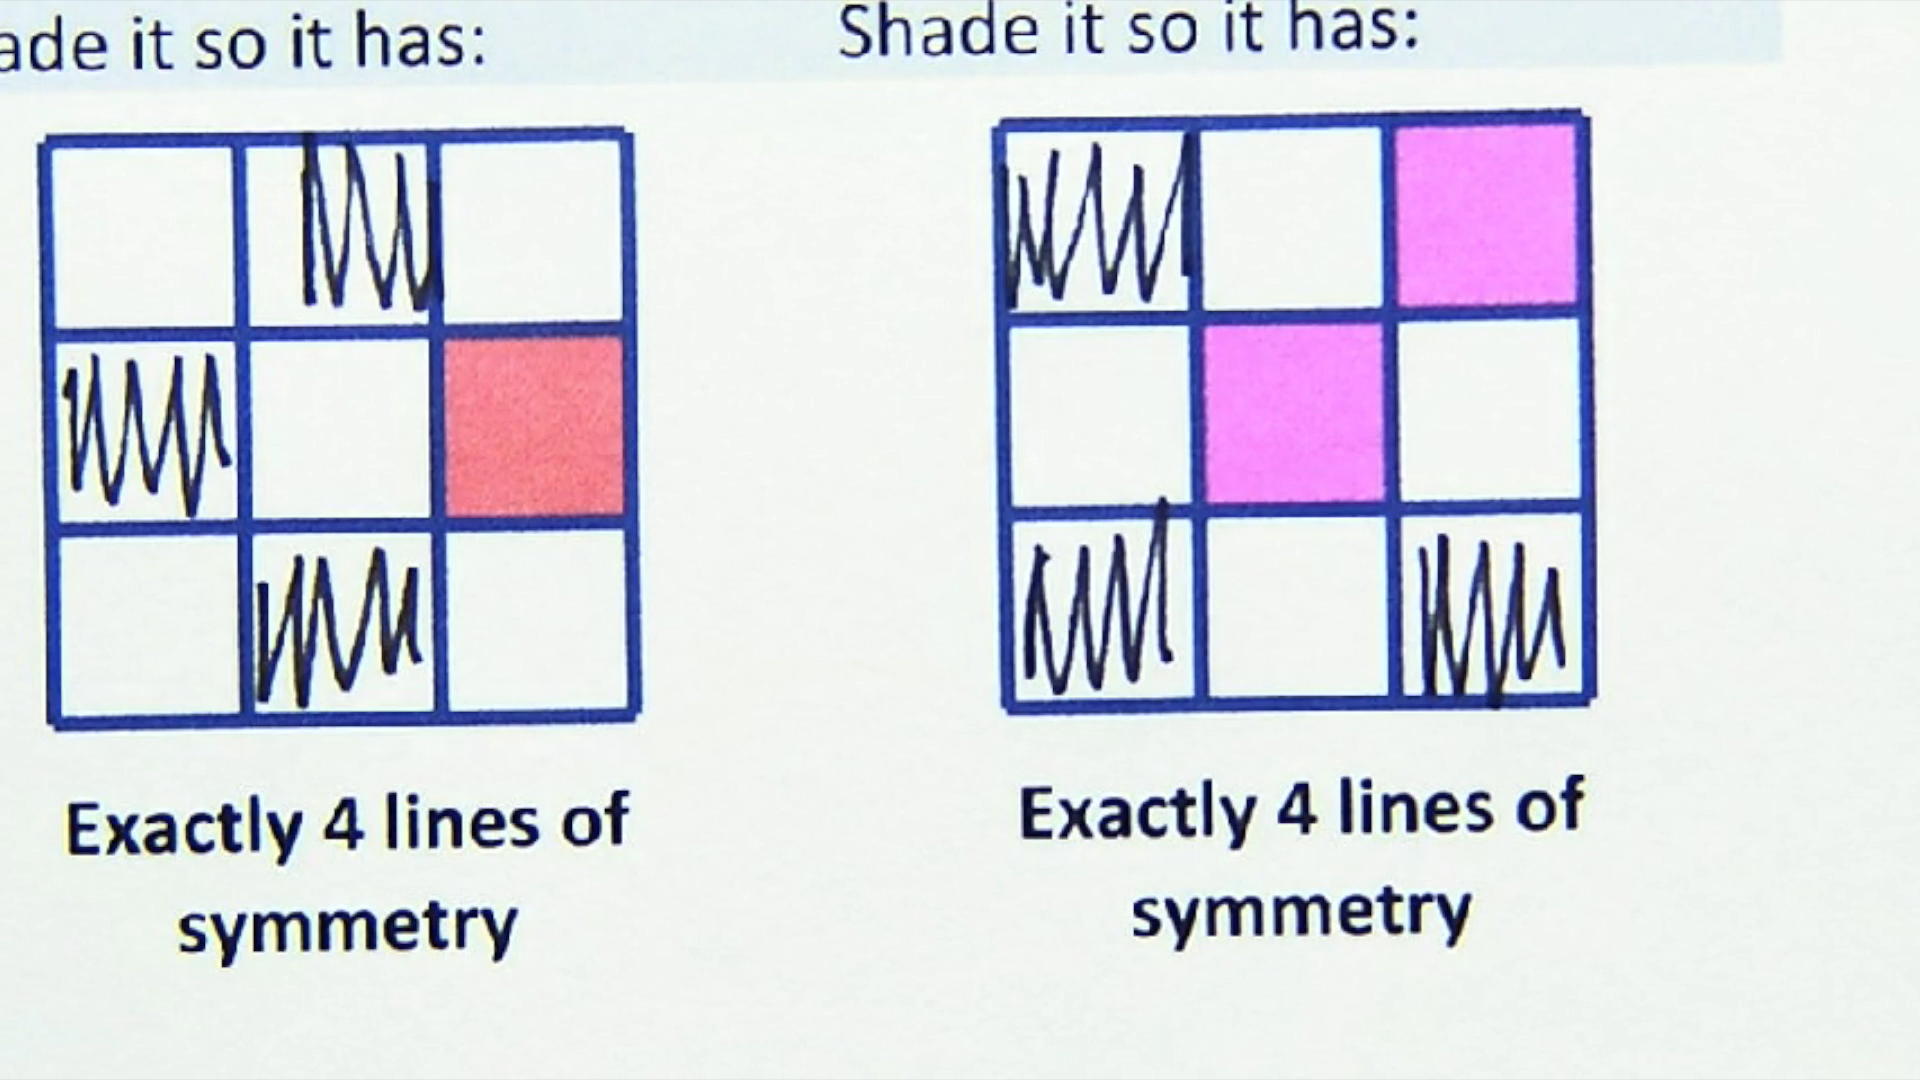 ade it so it has:
Shade it so it has:
Exactly 4 lines of
symmetry
Exactly 4 lines of
symmetry